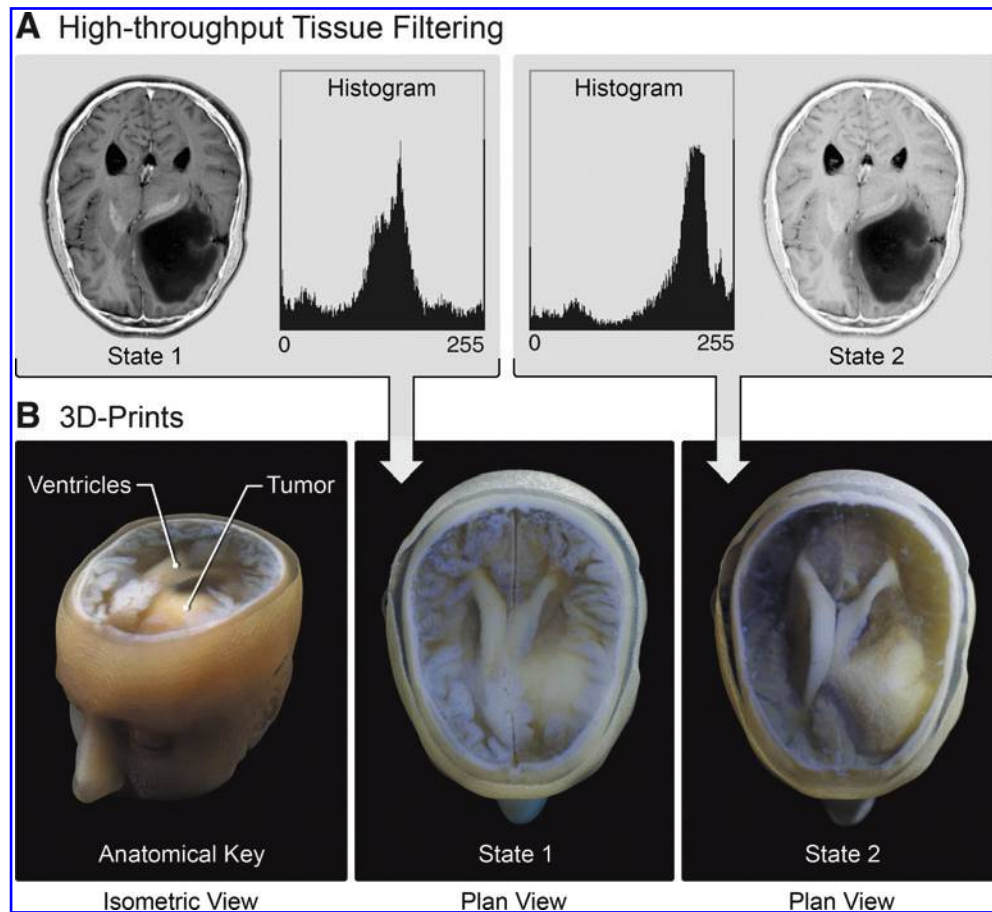 A High-throughput Tissue Filtering
Histogram
0 255
State 1
Histogram
0 255
State 2
B 3D-Prints
Ventricles
Tumor
Anatomical Key
State 1
State 2
Isometric View
Plan View
Plan View